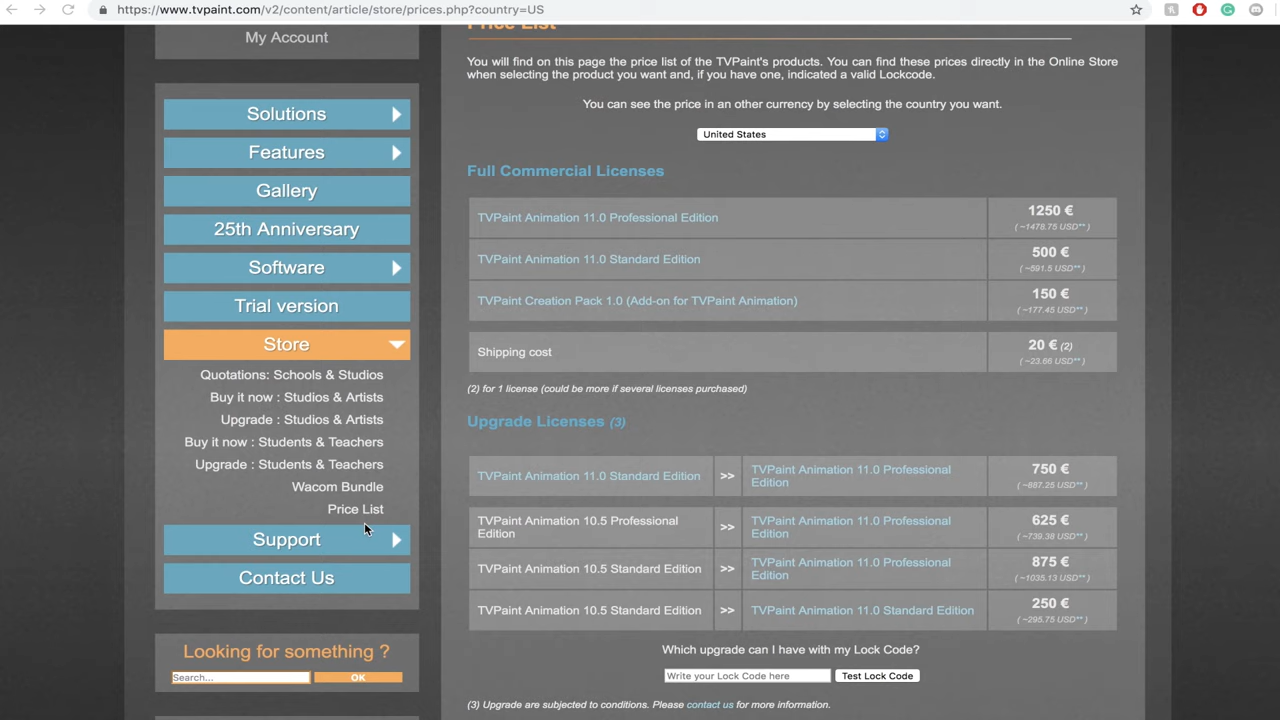 https://www.tvpaint.com/v2/content/article/store/prices.php?country=US
My Account
Solutions
Features
Gallery
25th Anniversary
Software
Trial version
Store
Quotations: Schools & Studios
Buy it now : Studios & Artists
Upgrade : Studios & Artists
Buy it now : Students & Teachers
Upgrade : Students & Teachers
Wacom Bundle
Price List
Support
Contact Us
Looking for something ?
Search...
OK
Price List
You will find on this page the price list of the TVPaint's products. You can find these prices directly in the Online Store
when selecting the product you want and, if you have one, indicated a valid Lockcode.
You can see the price in an other currency by selecting the country you want.
United States
Full Commercial Licenses
TVPaint Animation 11.0 Professional Edition
1250 €
( ~1478.75 USD** )
TVPaint Animation 11.0 Standard Edition
500 €
( ~591.5 USD** )
TVPaint Creation Pack 1.0 (Add-on for TVPaint Animation)
150 €
( ~177.45 USD** )
Shipping cost
20 € (2)
( ~23.66 USD** )
(2) for 1 license (could be more if several licenses purchased)
Upgrade Licenses (3)
TVPaint Animation 11.0 Standard Edition
>>
TVPaint Animation 11.0 Professional
Edition
750 €
( ~887.25 USD** )
TVPaint Animation 10.5 Professional
Edition
>>
TVPaint Animation 11.0 Professional
Edition
625 €
( ~739.38 USD** )
TVPaint Animation 10.5 Standard Edition
>>
TVPaint Animation 11.0 Professional
Edition
875 €
( ~1035.13 USD** )
TVPaint Animation 10.5 Standard Edition
>>
TVPaint Animation 11.0 Standard Edition
250 €
( ~295.75 USD** )
Which upgrade can I have with my Lock Code?
Write your Lock Code here
Test Lock Code
(3) Upgrade are subjected to conditions. Please contact us for more information.